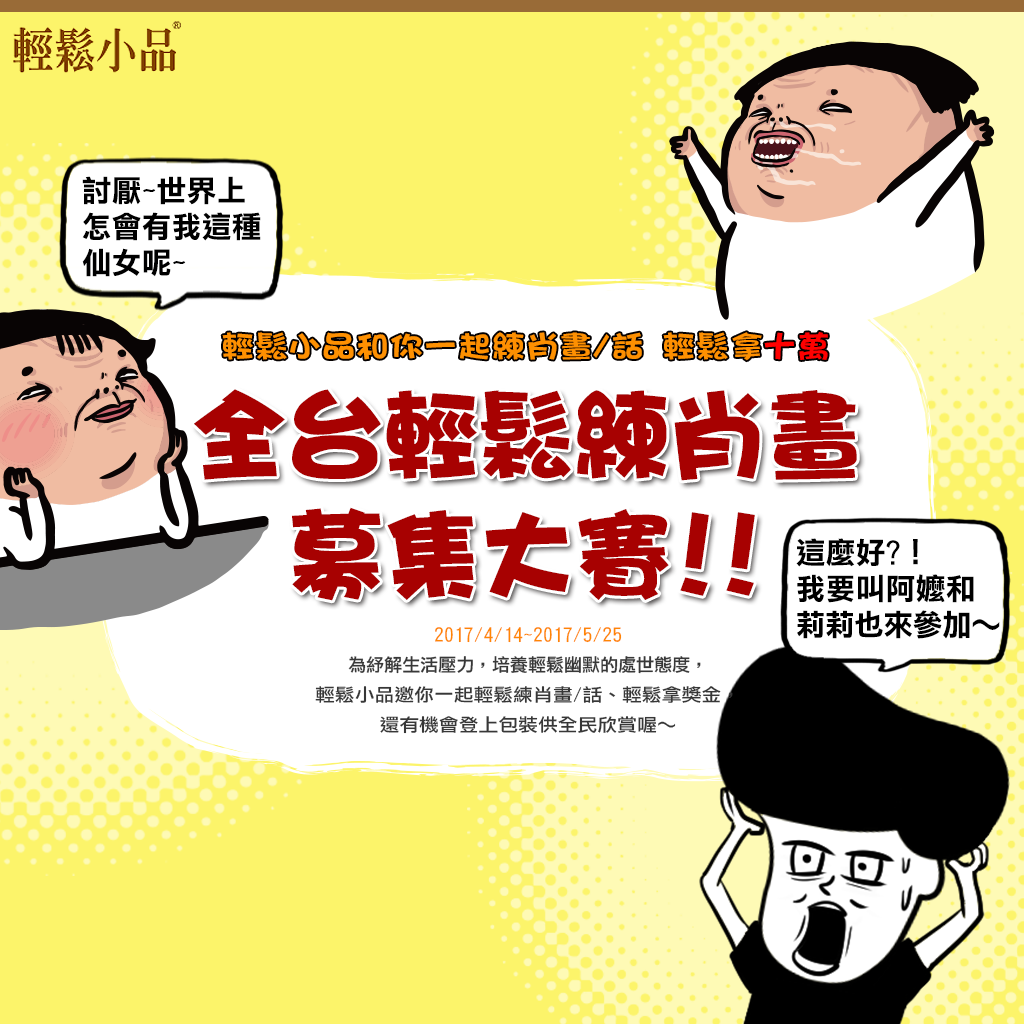 輕鬆小品®
討厭~世界上
怎會有我這種
仙女呢~
輕鬆小品和你一起練肖畫/話 輕鬆拿十萬
全台輕鬆練肖畫
募集大賽!!
這麼好?!
我要叫阿嬤和
莉莉也來參加~
2017/4/14~2017/5/25
為紓解生活壓力，培養輕鬆幽默的處世態度，
輕鬆小品邀你一起輕鬆練肖畫/話、輕鬆拿獎金，
還有機會登上包裝供全民欣賞喔～